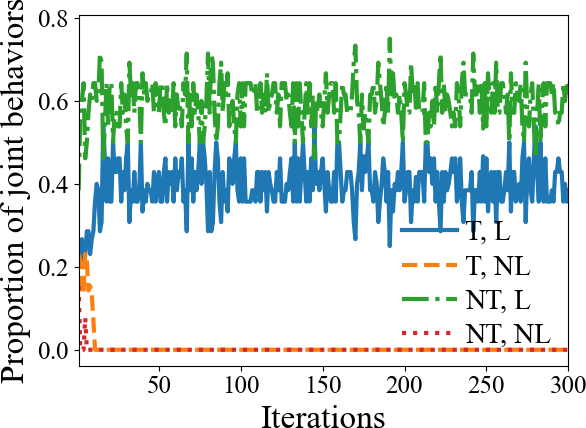 Proportion of joint behaviors
0.8
0.6
0.4
0.2
0.0
T, L
T, NL
NT, L
NT, NL
50 100 150 200 250 300
Iterations